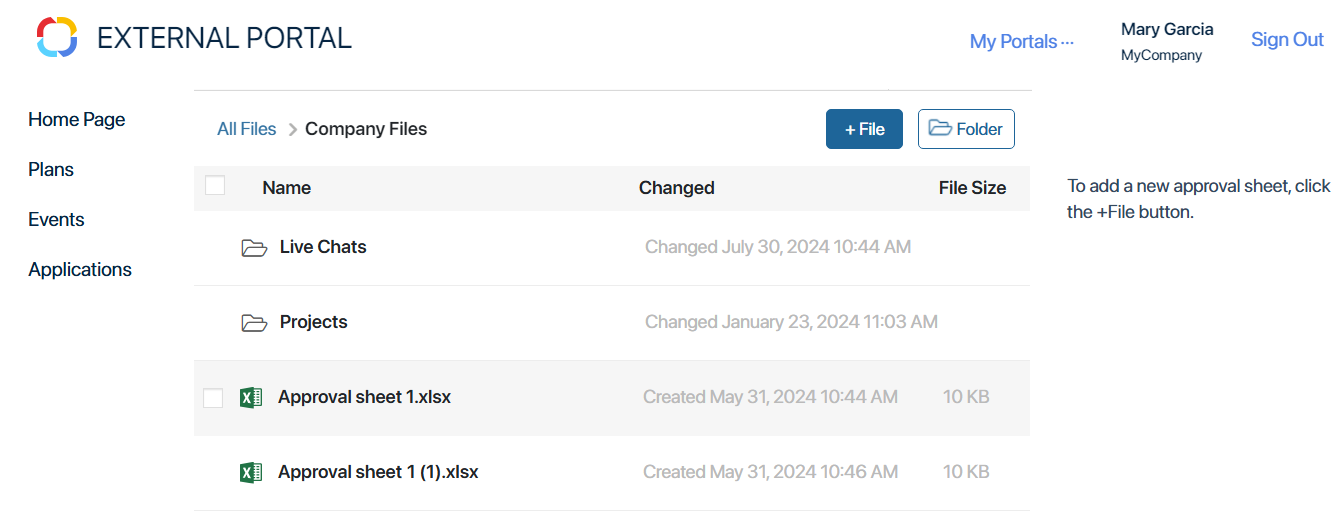 EXTERNAL PORTAL
My Portals ···
Mary Garcia
MyCompany
Sign Out
Home Page
Plans
Events
Applications
All Files > Company Files
+ File
Folder
Name Changed File Size
Live Chats Changed July 30, 2024 10:44 AM
Projects Changed January 23, 2024 11:03 AM
Approval sheet 1.xlsx Created May 31, 2024 10:44 AM 10 KB
Approval sheet 1 (1).xlsx Created May 31, 2024 10:46 AM 10 KB
To add a new approval sheet, click
the +File button.